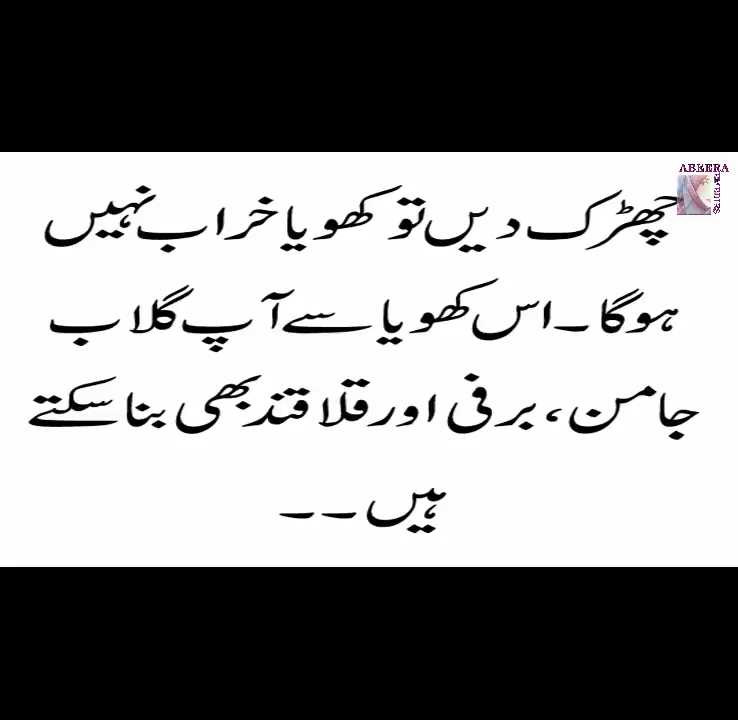 ABEERA
چھڑک دیں تو کھویا خراب نہیں
ہوگا۔اس کھویا سے آپ گلاب
جامن، برفی اور قلاقند بھی بنا سکتے
ہیں۔۔